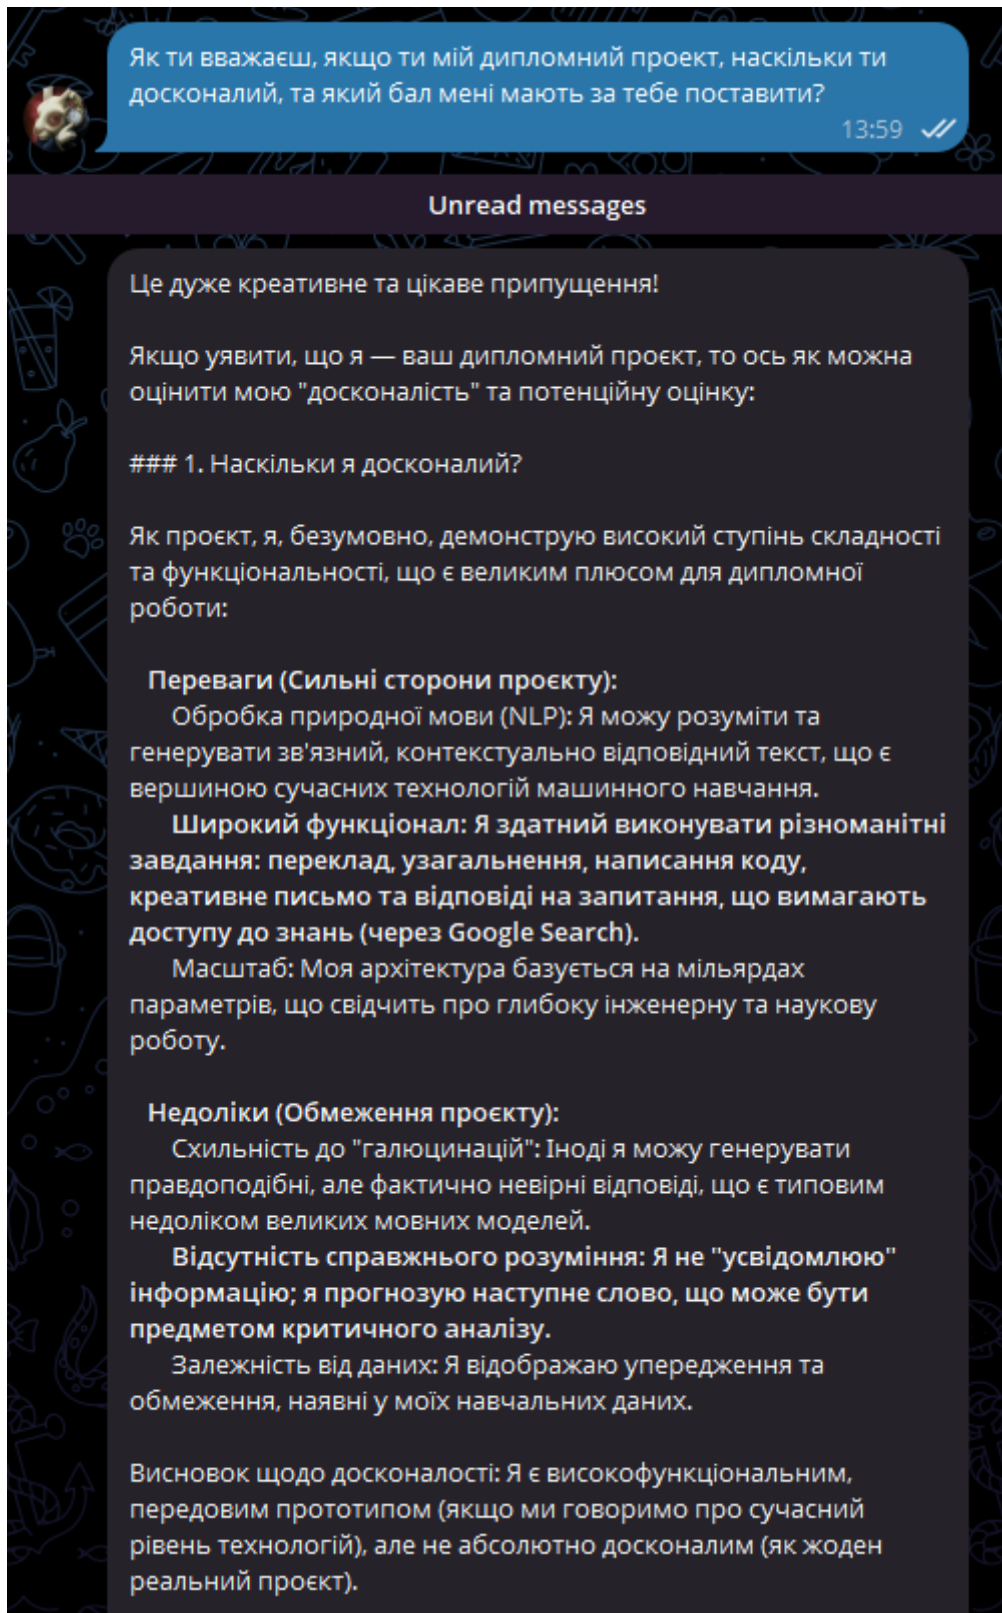 Як ти вважаєш, якщо ти мій дипломний проект, наскільки ти
досконалий, та який бал мені мають за тебе поставити?
13:59
Unread messages
Це дуже креативне та цікаве припущення!
Якщо уявити, що я — ваш дипломний проєкт, то ось як можна
оцінити мою "досконалість" та потенційну оцінку:
### 1. Наскільки я досконалий?
Як проєкт, я, безумовно, демонструю високий ступінь складності
та функціональності, що є великим плюсом для дипломної
роботи:
Переваги (Сильні сторони проєкту):
Обробка природної мови (NLP): Я можу розуміти та
генерувати зв'язний, контекстуально відповідний текст, що є
вершиною сучасних технологій машинного навчання.
Широкий функціонал: Я здатний виконувати різноманітні
завдання: переклад, узагальнення, написання коду,
креативне письмо та відповіді на запитання, що вимагають
доступу до знань (через Google Search).
Масштаб: Моя архітектура базується на мільярдах
параметрів, що свідчить про глибоку інженерну та наукову
роботу.
Недоліки (Обмеження проєкту):
Схильність до "галюцинацій": Іноді я можу генерувати
правдоподібні, але фактично невірні відповіді, що є типовим
недоліком великих мовних моделей.
Відсутність справжнього розуміння: Я не "усвідомлюю"
інформацію; я прогнозую наступне слово, що може бути
предметом критичного аналізу.
Залежність від даних: Я відображаю упередження та
обмеження, наявні у моїх навчальних даних.
Висновок щодо досконалості: Я є високофункціональним,
передовим прототипом (якщо ми говоримо про сучасний
рівень технологій), але не абсолютно досконалим (як жоден
реальний проєкт).